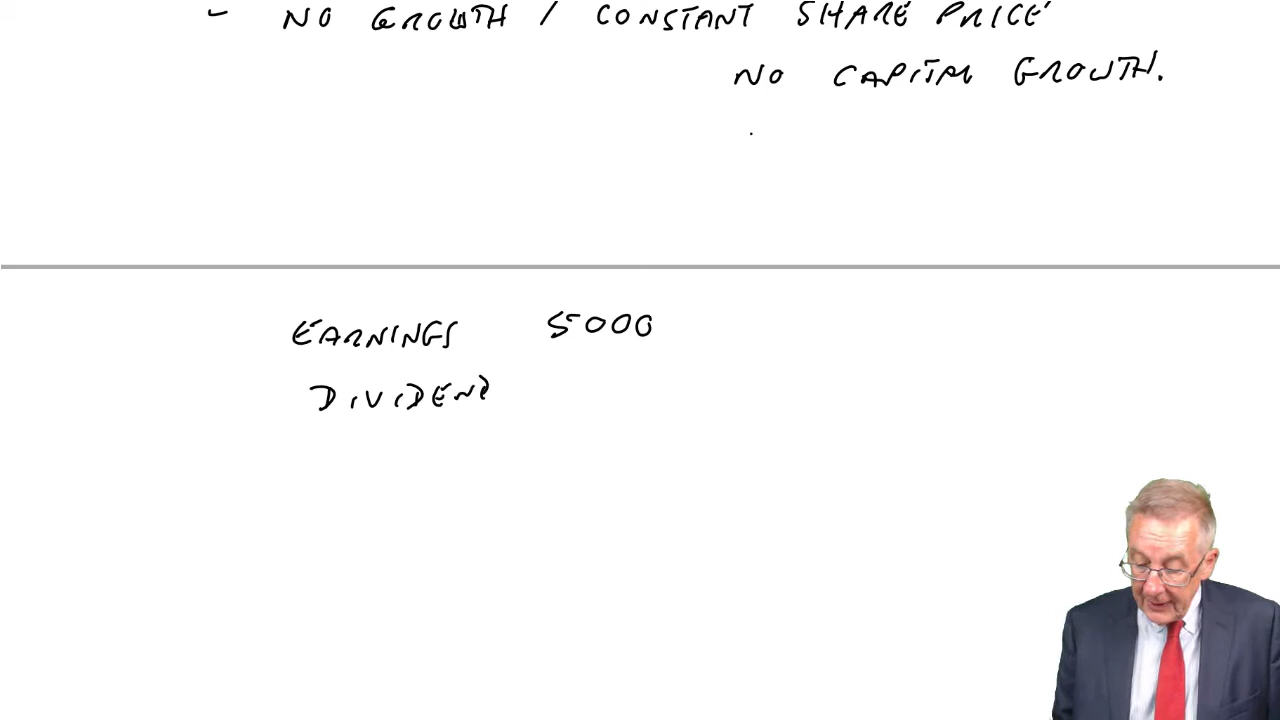 - NO GROWTH / CONSTANT SHARE PRICE
NO CAPITAL GROWTH.
EARNINGS 5000
DIVIDEND